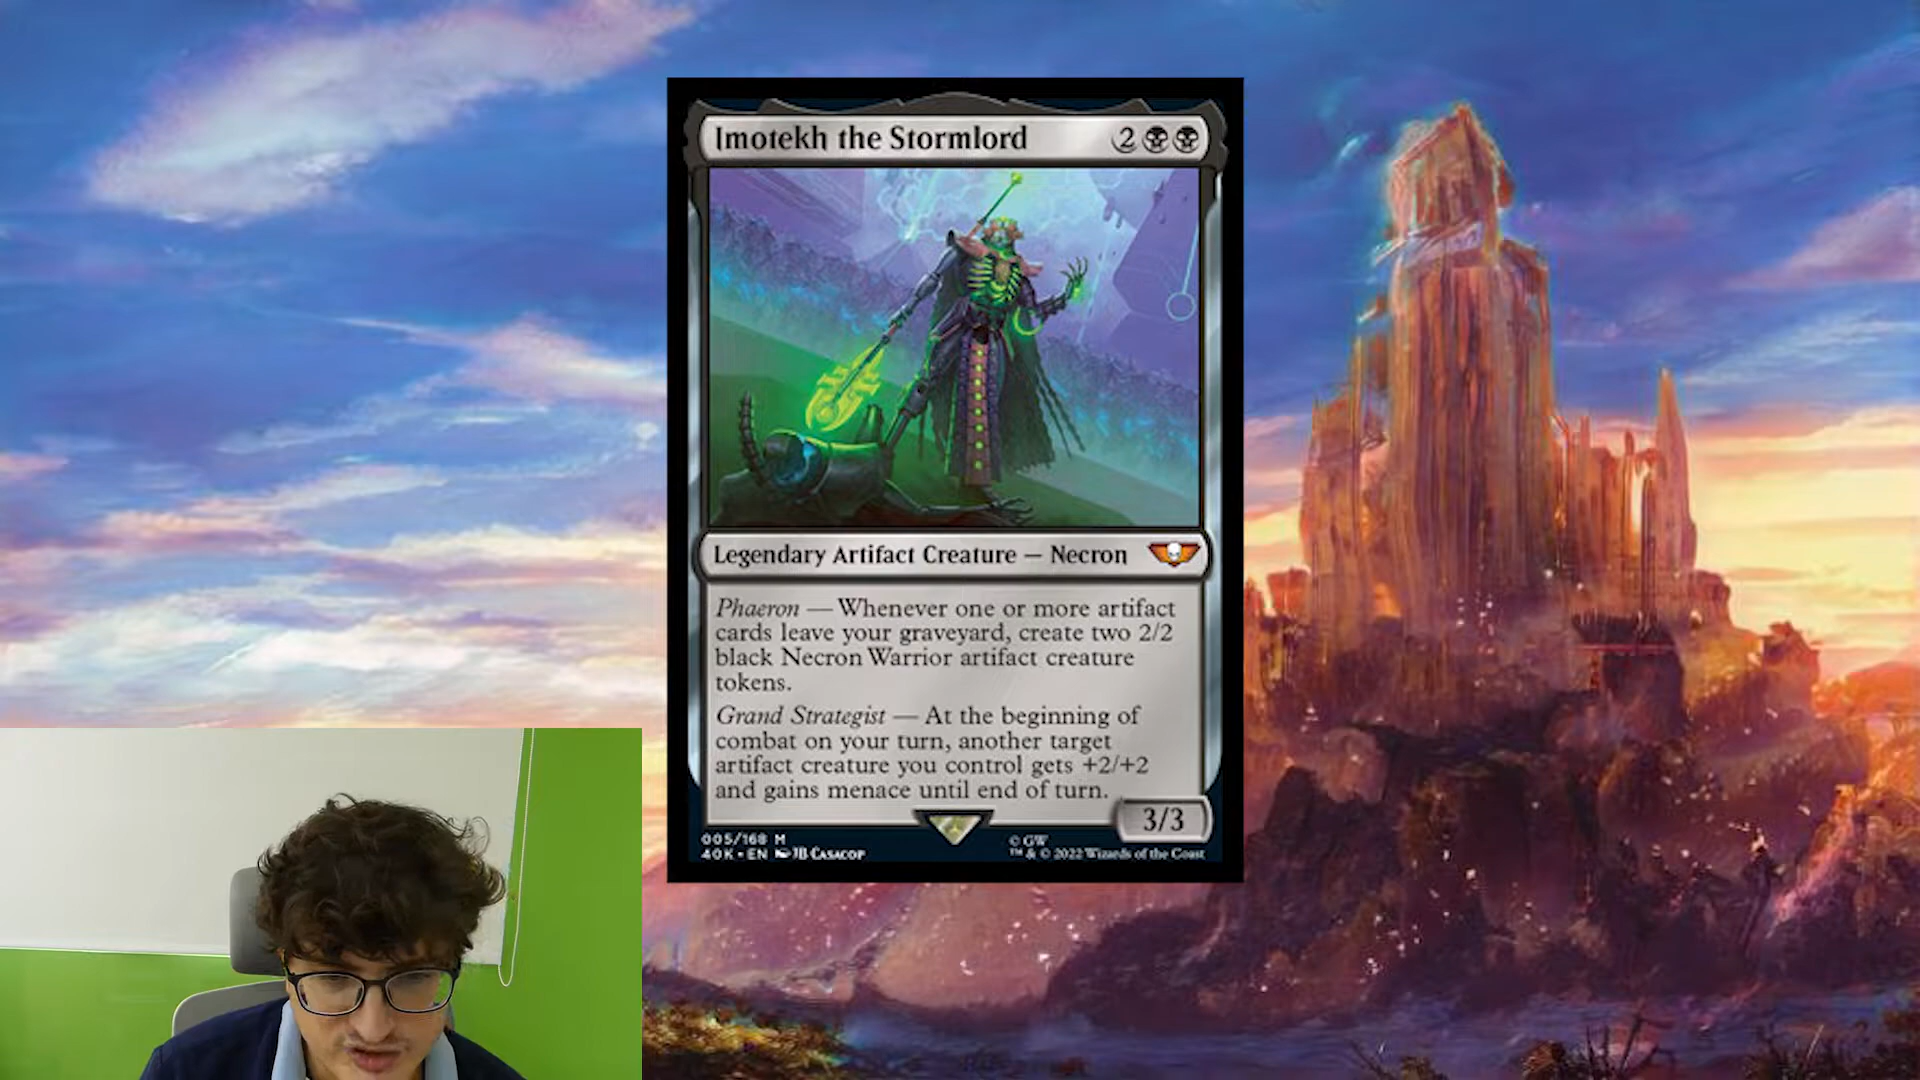 Imotekh the Stormlord 2
Legendary Artifact Creature — Necron
Phaeron — Whenever one or more artifact
cards leave your graveyard, create two 2/2
black Necron Warrior artifact creature
tokens.
Grand Strategist — At the beginning of
combat on your turn, another target
artifact creature you control gets +2/+2
and gains menace until end of turn.
3/3
005/168 M
40K • EN JB Casacop
© GW
™ & © 2022 Wizards of the Coast